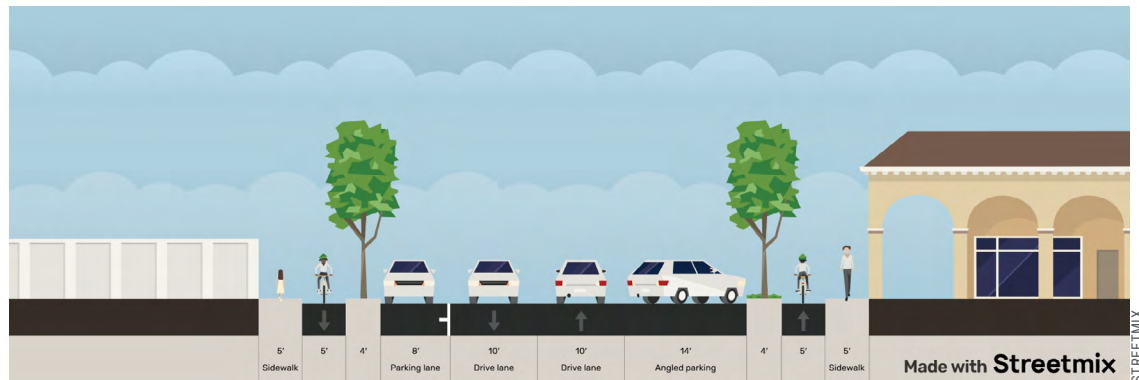 5'
Sidewalk
5'
4'
8'
Parking lane
10'
Drive lane
10'
Drive lane
14'
Angled parking
4'
5'
5'
Sidewalk
Made with Streetmix
STREETMIX